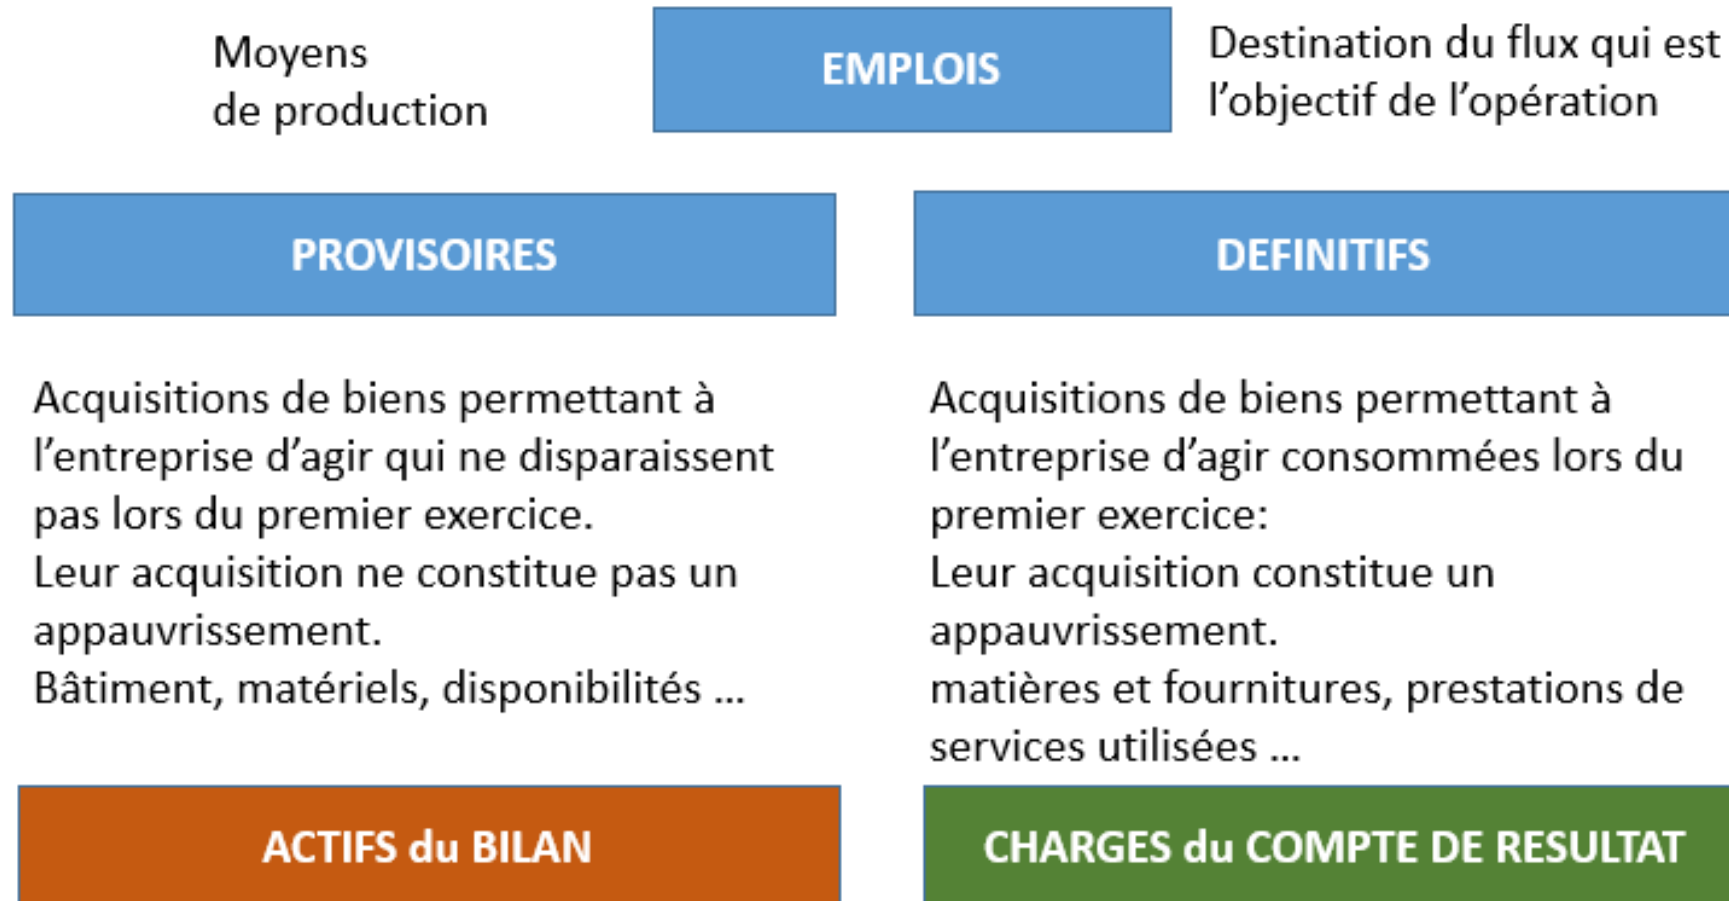 Moyens
de production
EMPLOIS
Destination du flux qui est
l’objectif de l’opération
PROVISOIRES
DEFINITIFS
Acquisitions de biens permettant à
l’entreprise d’agir qui ne disparaissent
pas lors du premier exercice.
Leur acquisition ne constitue pas un
appauvrissement.
Bâtiment, matériels, disponibilités ...
Acquisitions de biens permettant à
l’entreprise d’agir consommées lors du
premier exercice:
Leur acquisition constitue un
appauvrissement.
matières et fournitures, prestations de
services utilisées ...
ACTIFS du BILAN
CHARGES du COMPTE DE RESULTAT